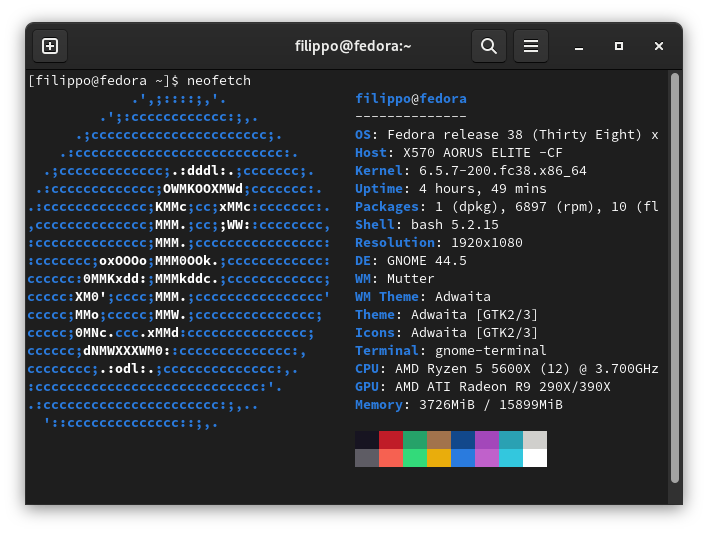 filippo@fedora:~
[filippo@fedora ~]$ neofetch
             .',;::::;,'.                filippo@fedora
         .';:cccccccccccc:;,.            --------------
      .;cccccccccccccccccccccc;.         OS: Fedora release 38 (Thirty Eight) x
    .:cccccccccccccccccccccccccc:.       Host: X570 AORUS ELITE -CF
  .;ccccccccccccc;.:dddl:.;ccccccc;.     Kernel: 6.5.7-200.fc38.x86_64
 .:ccccccccccccc;OWMKOOXMWd;ccccccc:.    Uptime: 4 hours, 49 mins
.:ccccccccccccc;KMMc;cc;xMMc:ccccccc:.   Packages: 1 (dpkg), 6897 (rpm), 10 (fl
,cccccccccccccc;MMM.;cc;;WW::cccccccc,   Shell: bash 5.2.15
:cccccccccccccc;MMM.;cccccccccccccccc:   Resolution: 1920x1080
:ccccccc;oxOOOo;MMM0OOk.;cccccccccccc:   DE: GNOME 44.5
cccccc:0MMKxdd:;MMMkddc.;cccccccccccc;   WM: Mutter
ccccc:XM0';cccc;MMM.;cccccccccccccccc'   WM Theme: Adwaita
ccccc;MMo;ccccc;MMW.;ccccccccccccccc;    Theme: Adwaita [GTK2/3]
ccccc;0MNc.ccc.xMMd:ccccccccccccccc;     Icons: Adwaita [GTK2/3]
cccccc;dNMWXXXWM0::cccccccccccccc:,      Terminal: gnome-terminal
cccccccc;.:odl:.;cccccccccccccc:,.       CPU: AMD Ryzen 5 5600X (12) @ 3.700GHz
:cccccccccccccccccccccccccccc:'.         GPU: AMD ATI Radeon R9 290X/390X
.:cccccccccccccccccccccc:;,..            Memory: 3726MiB / 15899MiB
  '::cccccccccccccc::;,.